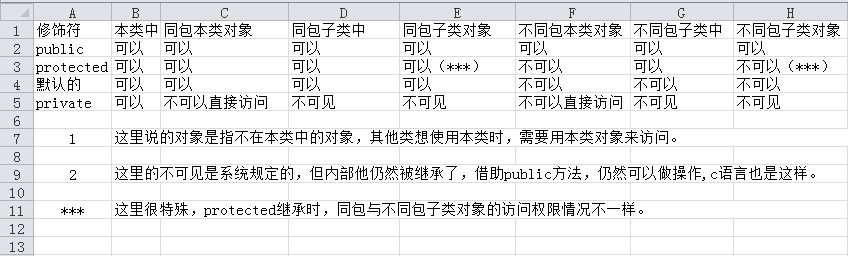 A B C D E F G H
1 修饰符 本类中 同包本类对象 同包子类中 同包子类对象 不同包本类对象 不同包子类中 不同包子类对象
2 public 可以 可以 可以 可以 可以 可以 可以
3 protected 可以 可以 可以 可以（***） 不可以 可以 不可以（***）
4 默认的 可以 可以 可以 可以 不可以 不可以 不可以
5 private 可以 不可以直接访问 不可见 不可见 不可以直接访问 不可见 不可见
6
7 1 这里说的对象是指不在本类中的对象，其他类想使用本类时，需要用本类对象来访问。
8
9 2 这里的不可见是系统规定的，但内部他仍然被继承了，借助public方法，仍然可以做操作,c语言也是这样。
10
11 *** 这里很特殊，protected继承时，同包与不同包子类对象的访问权限情况不一样。
12
13